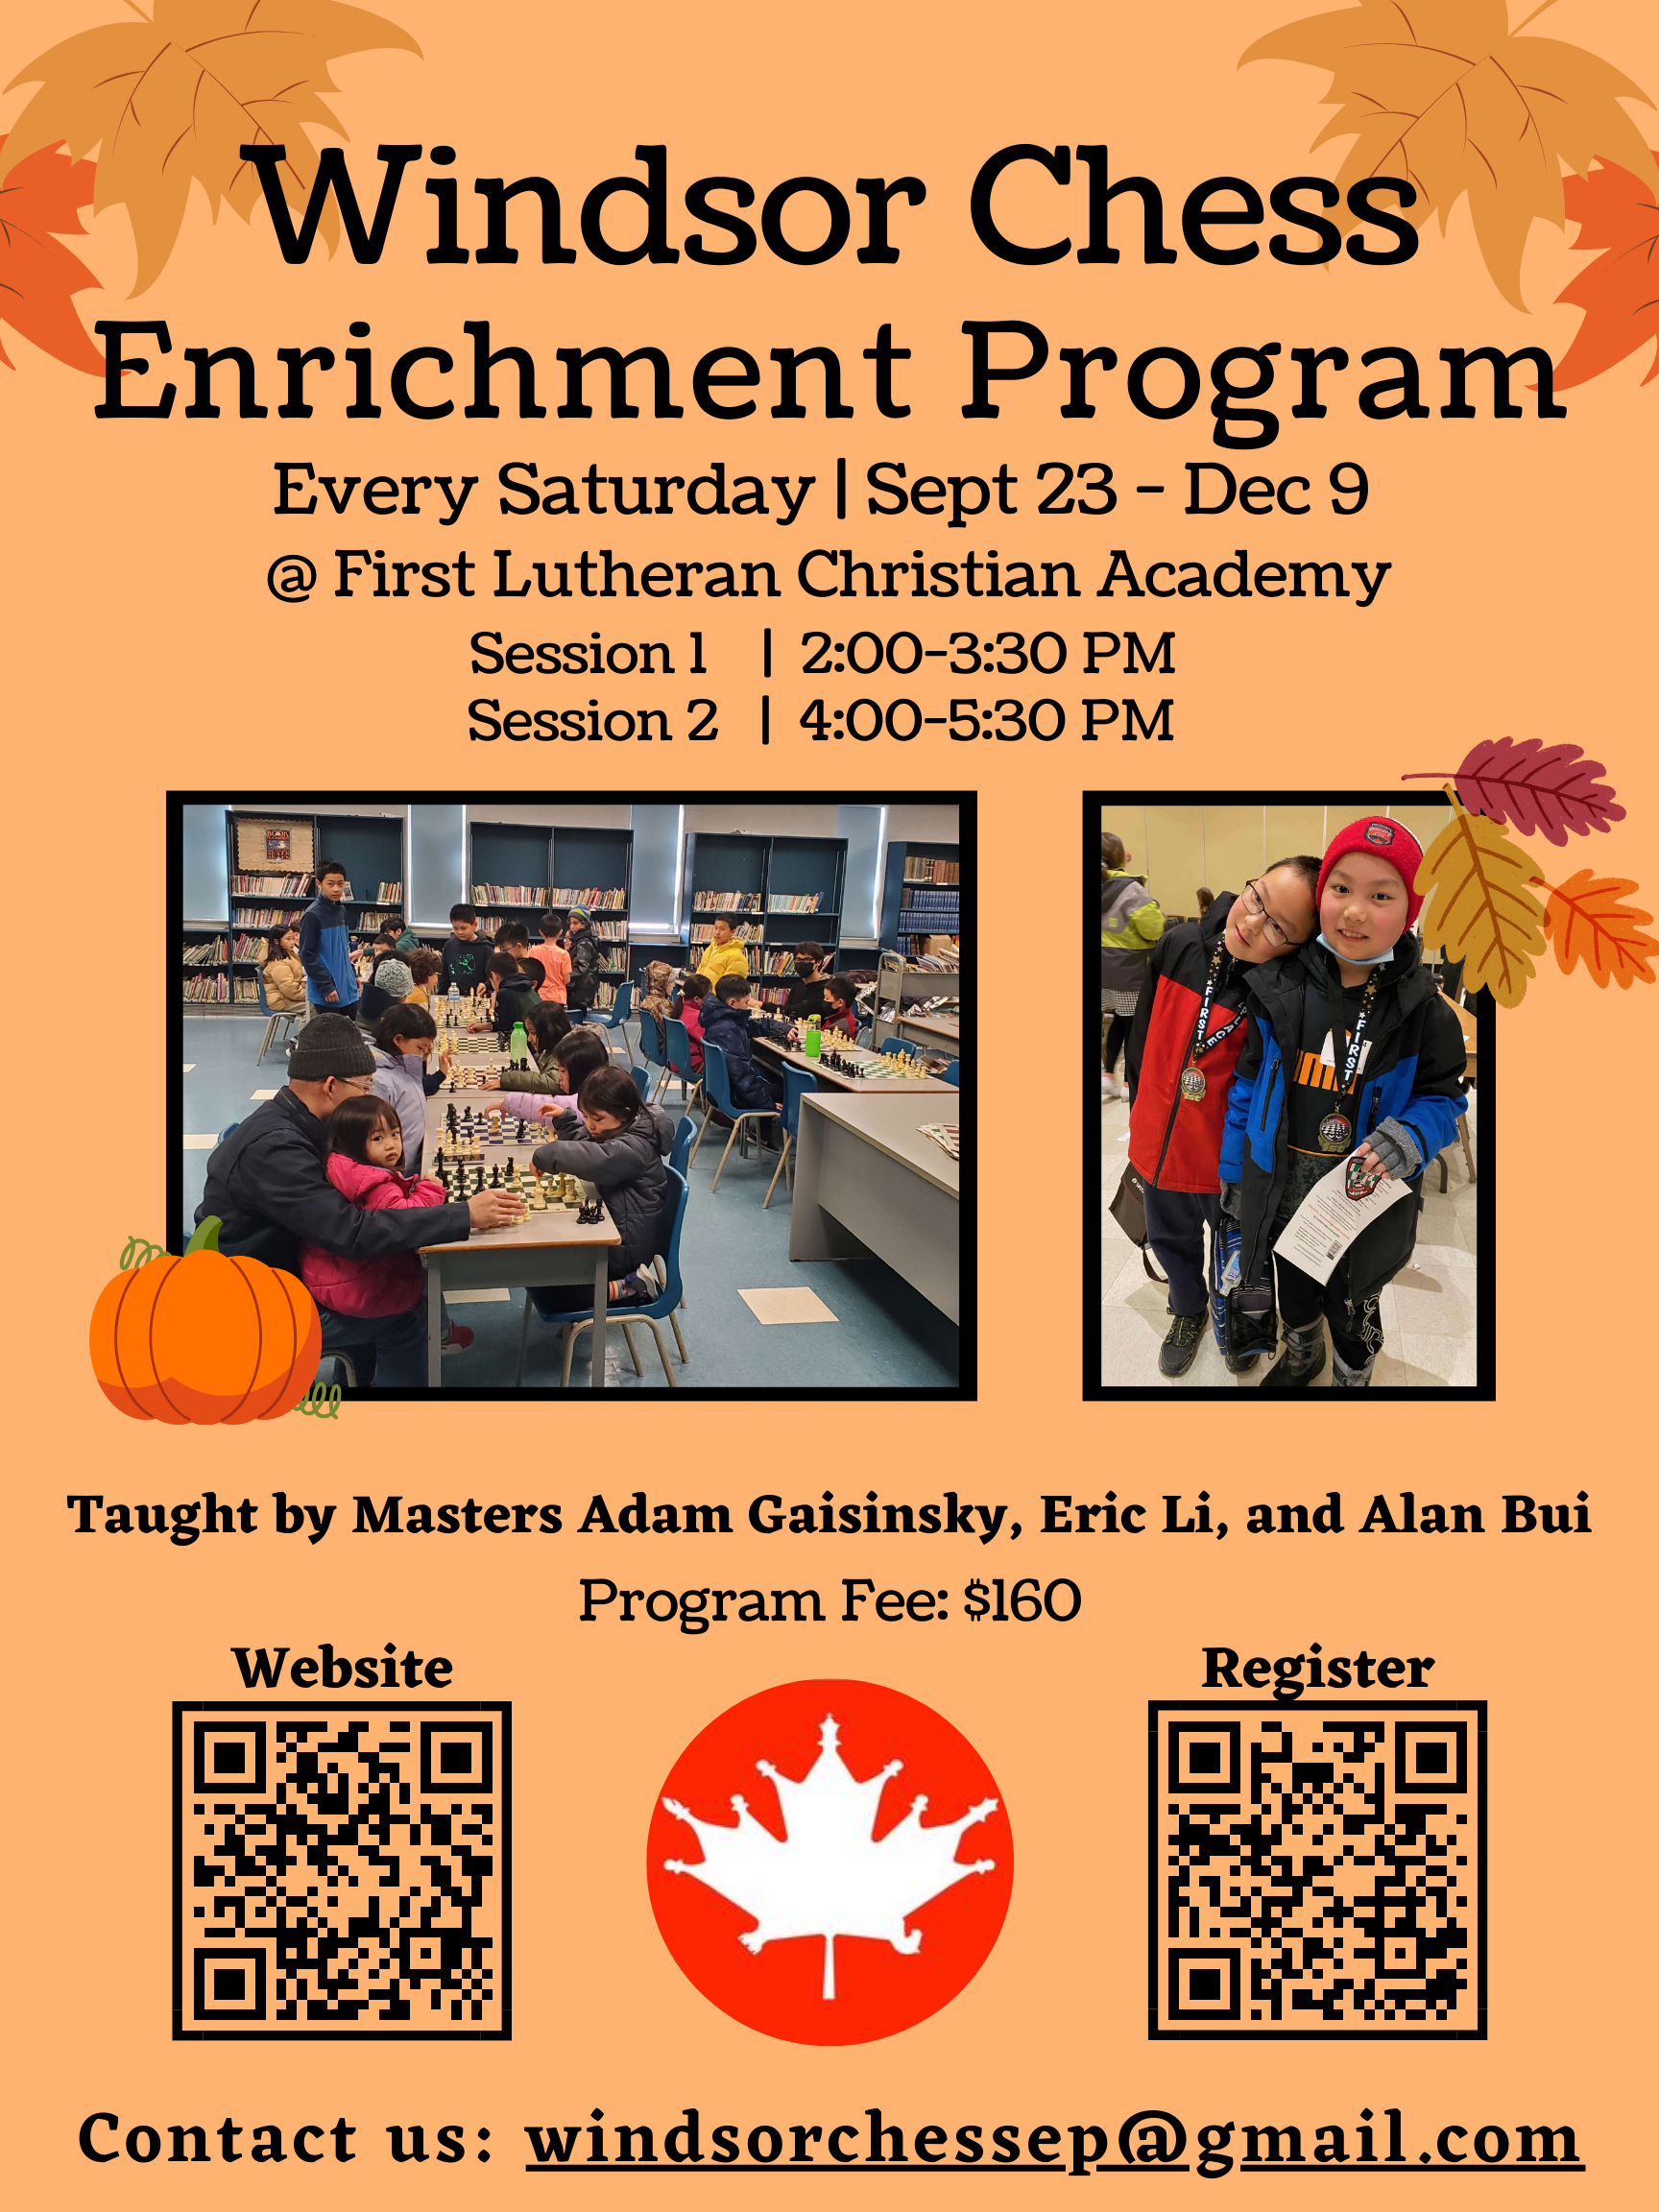 Windsor Chess
Enrichment Program
Every Saturday | Sept 23 - Dec 9
@ First Lutheran Christian Academy
Session 1 | 2:00-3:30 PM
Session 2 | 4:00-5:30 PM
FIRST
FIRST
Taught by Masters Adam Gaisinsky, Eric Li, and Alan Bui
Program Fee: $160
Website
Register
Contact us: windsorchessep@gmail.com